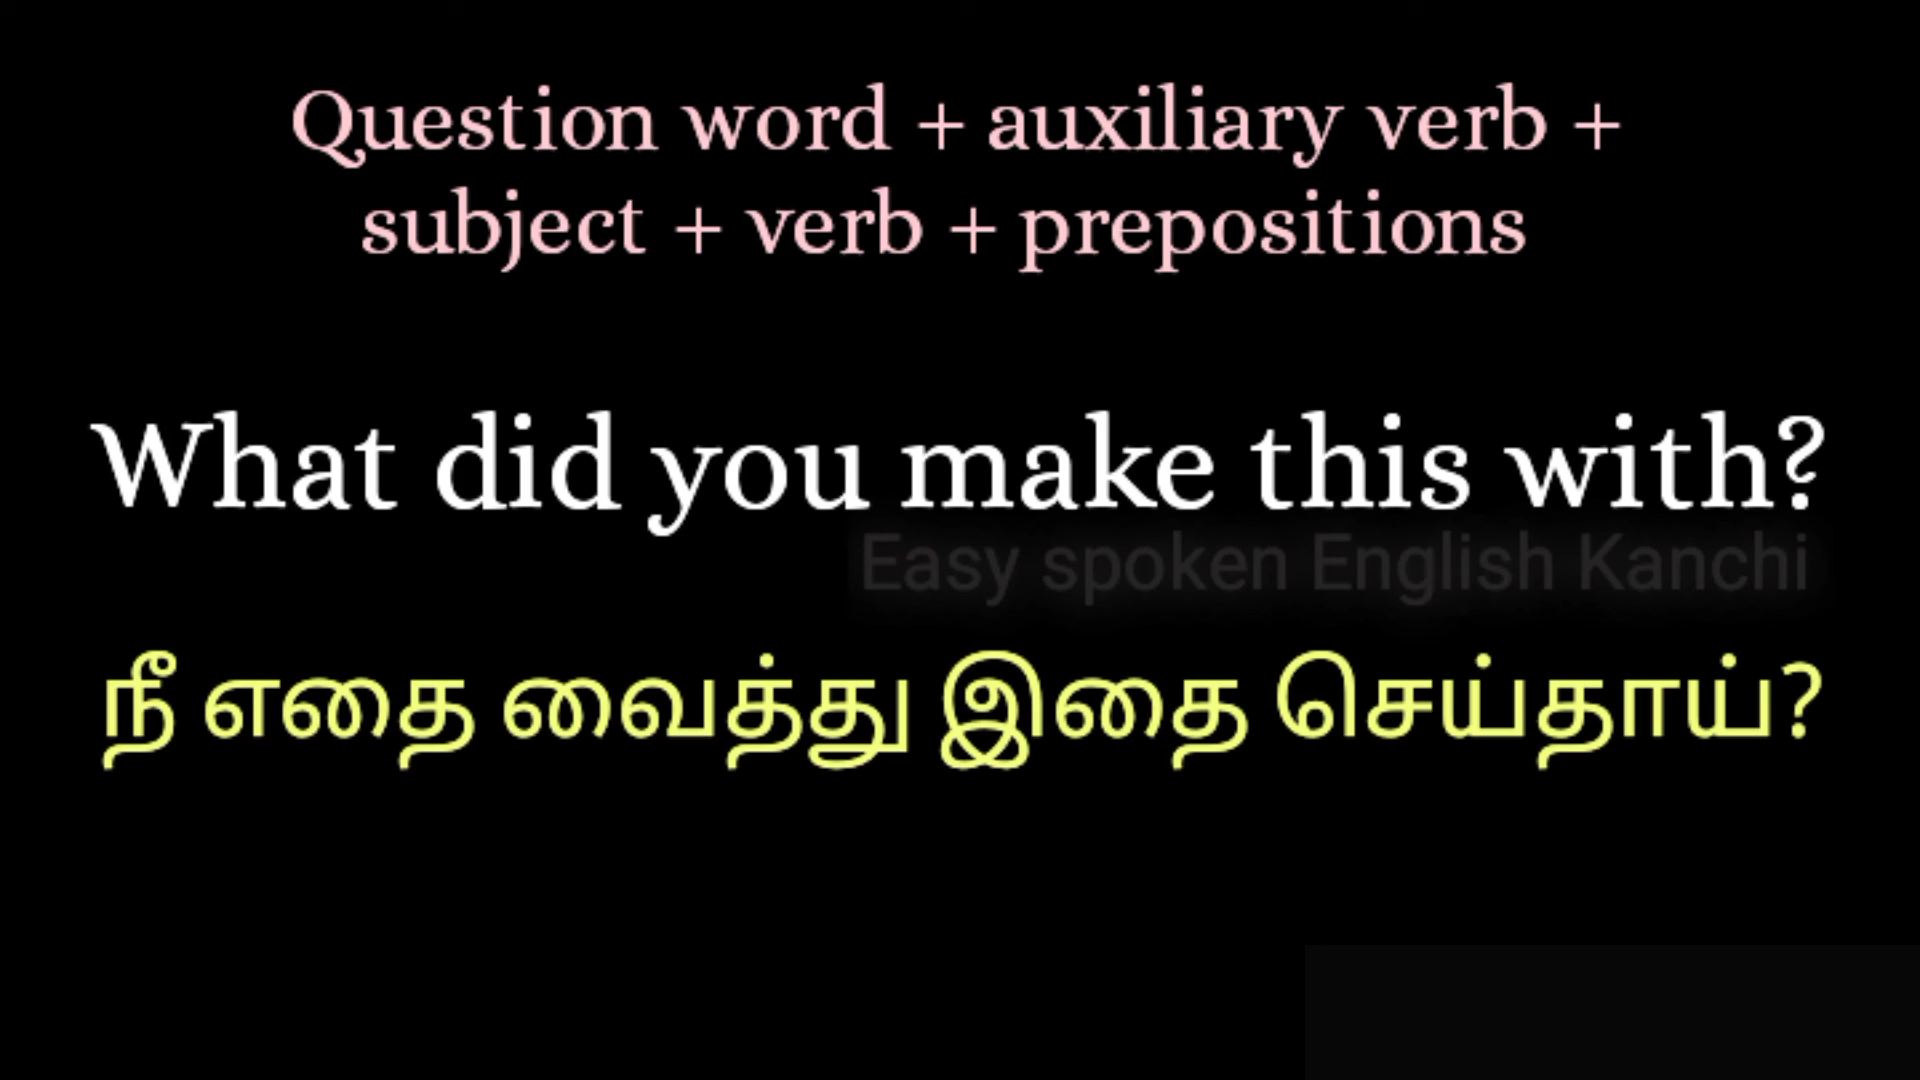 Question word + auxiliary verb +
subject + verb + prepositions
What did you make this with?
Easy spoken English Kanchi
நீ எதை வைத்து இதை செய்தாய்?